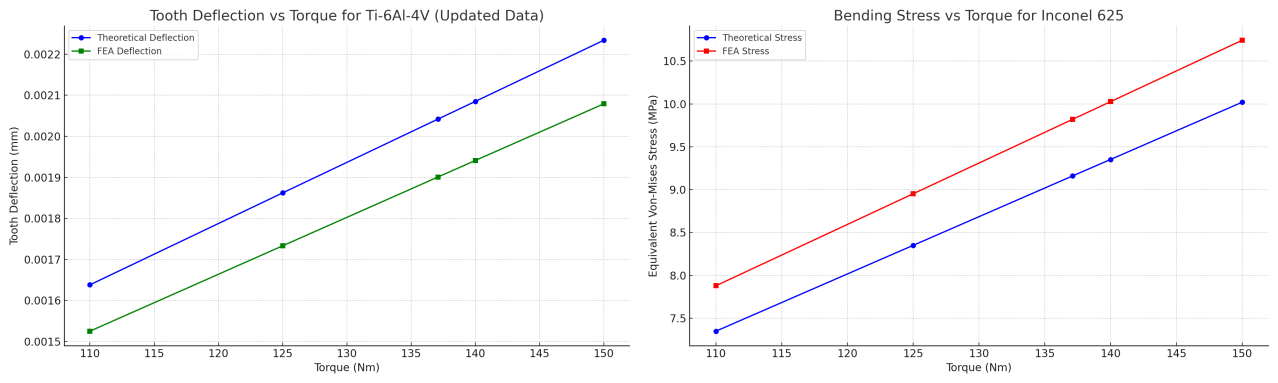 Tooth Deflection vs Torque for Ti-6Al-4V (Updated Data)
Theoretical Deflection
FEA Deflection
Tooth Deflection (mm)
0.0022
0.0021
0.0020
0.0019
0.0018
0.0017
0.0016
0.0015
110 115 120 125 130 135 140 145 150
Torque (Nm)
Bending Stress vs Torque for Inconel 625
Theoretical Stress
FEA Stress
Equivalent Von-Mises Stress (MPa)
10.5
10.0
9.5
9.0
8.5
8.0
7.5
110 115 120 125 130 135 140 145 150
Torque (Nm)